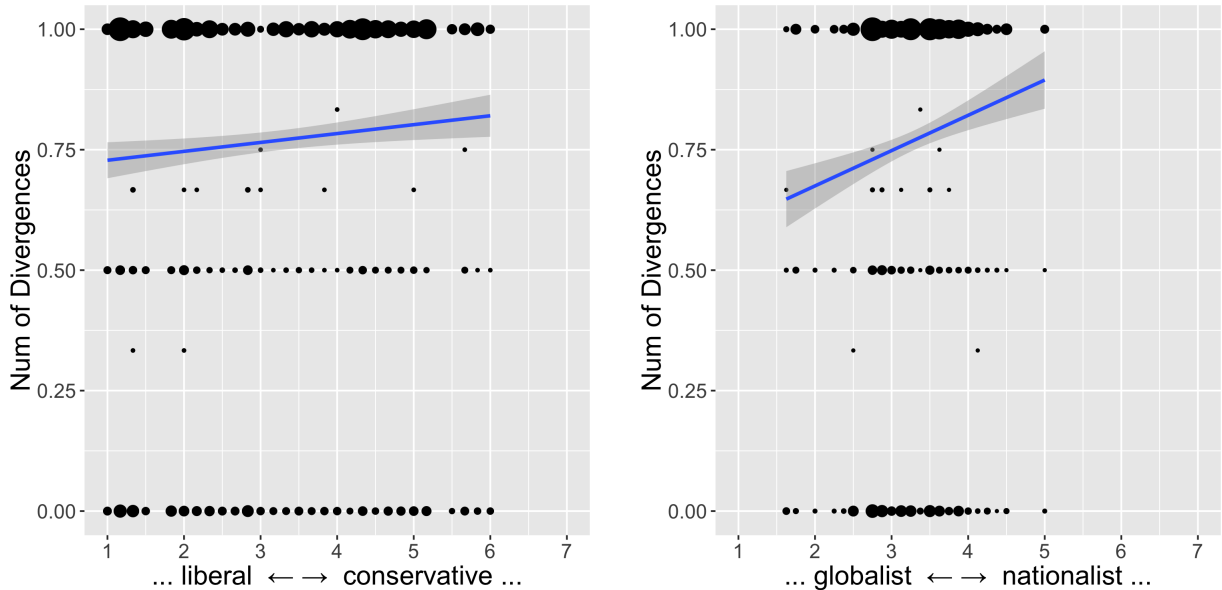 Num of Divergences
1.00
0.75
0.50
0.25
0.00
1 2 3 4 5 6 7
... liberal ←→ conservative ...
Num of Divergences
1.00
0.75
0.50
0.25
0.00
1 2 3 4 5 6 7
... globalist ←→ nationalist ...